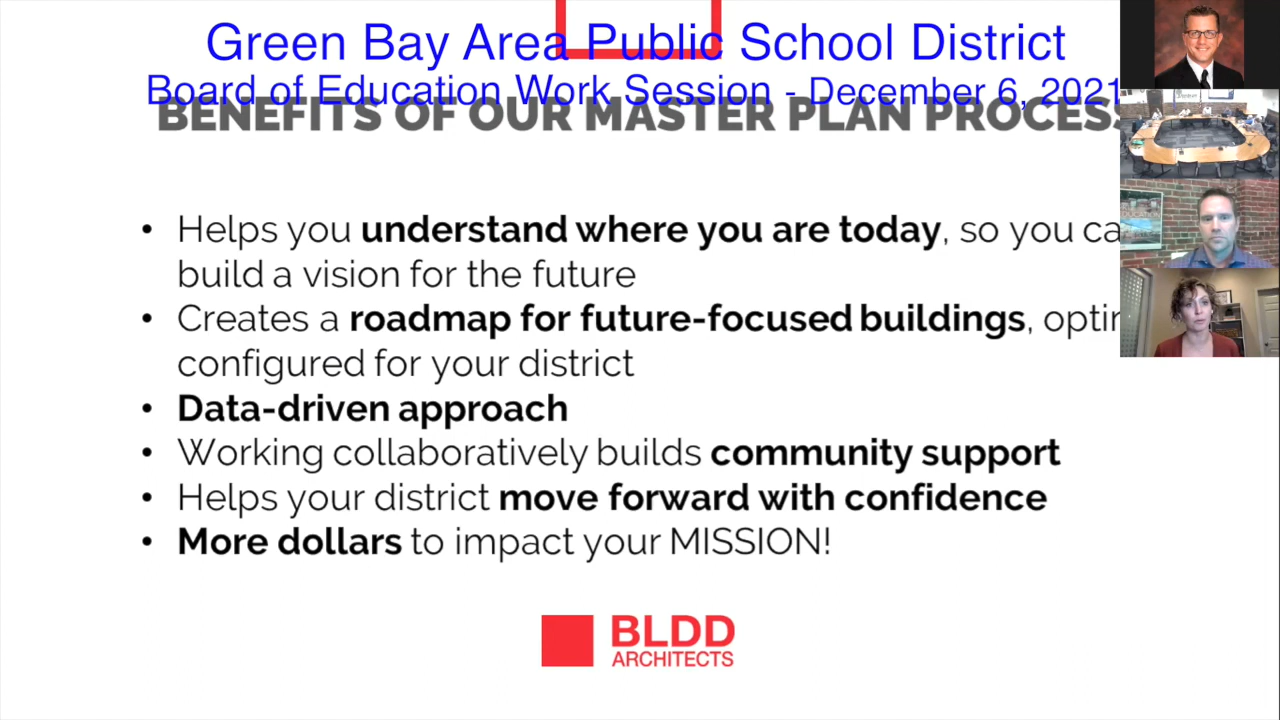 Green Bay Area Public School District
Board of Education Work Session - December 6, 2021
BENEFITS OF OUR MASTER PLAN PROCESS
• Helps you understand where you are today, so you
build a vision for the future
• Creates a roadmap for future-focused buildings,
configured for your district
• Data-driven approach
• Working collaboratively builds community support
• Helps your district move forward with confidence
• More dollars to impact your MISSION!
BLDD
ARCHITECTS